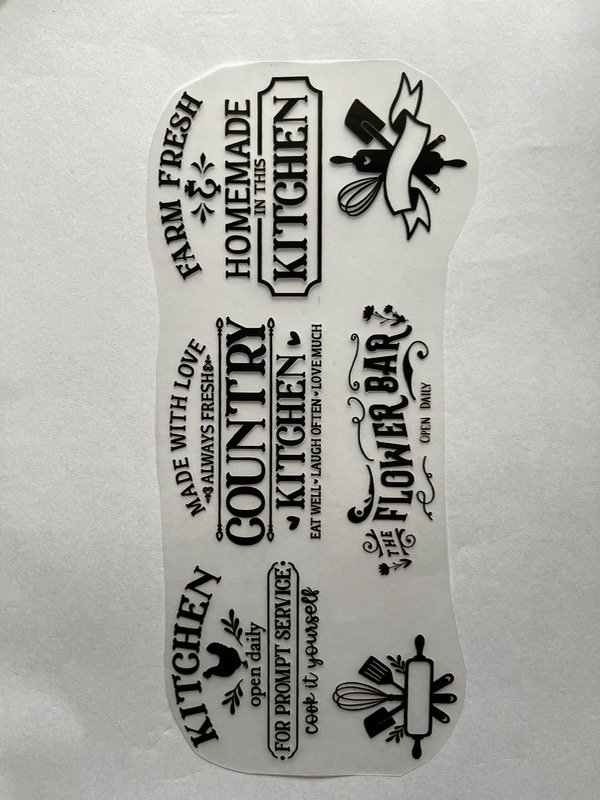 KITCHEN
open daily
FOR PROMPT SERVICE
cook it yourself
MADE WITH LOVE
ALWAYS FRESH
COUNTRY
KITCHEN
EAT WELL LAUGH OFTEN LOVE MUCH
FARM FRESH
HOMEMADE
IN THIS
KITCHEN
THE FLOWER BAR
OPEN DAILY